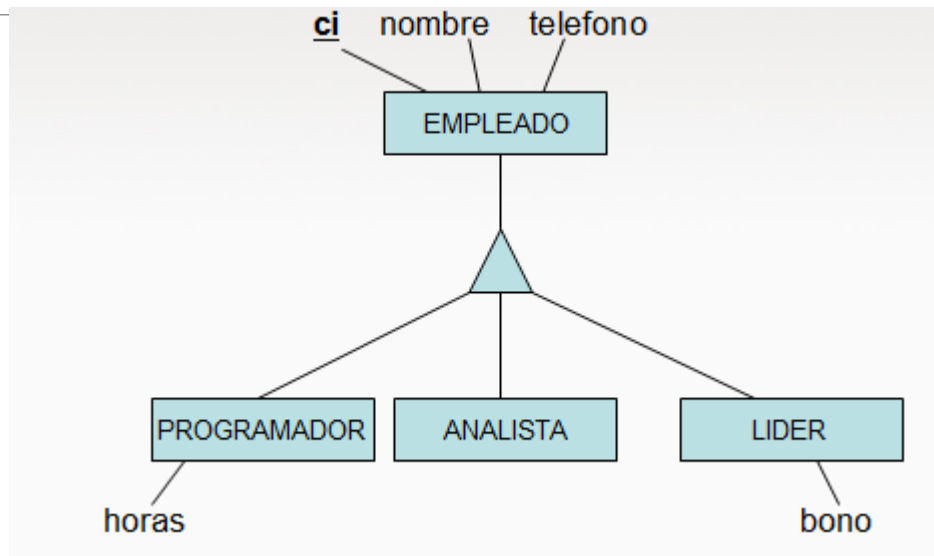 ci nombre telefono
EMPLEADO
PROGRAMADOR ANALISTA LIDER
horas bono